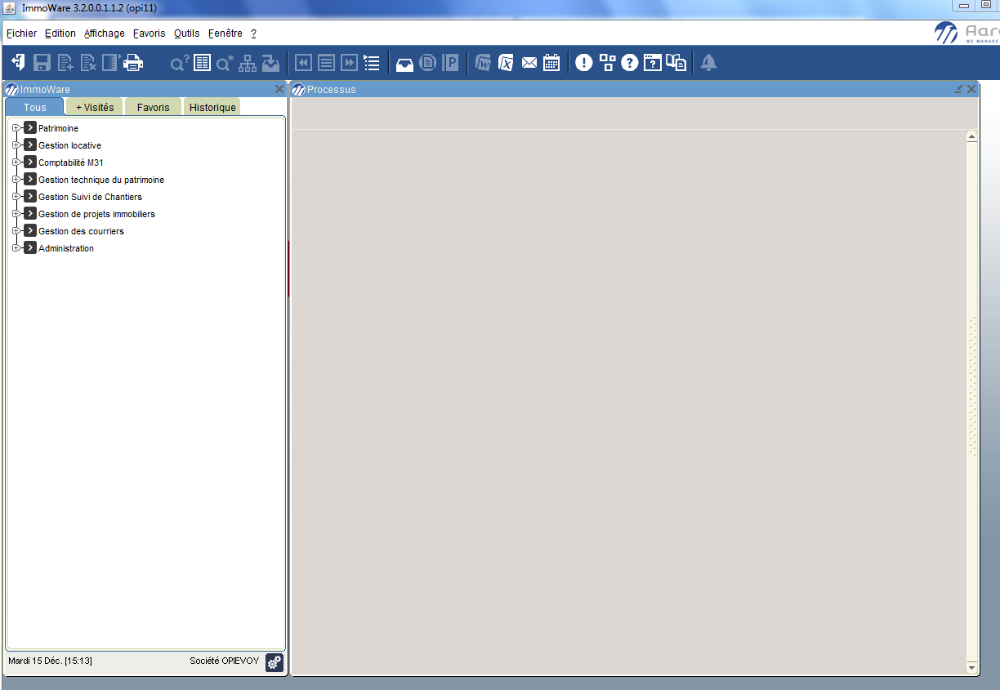 ImmoWare 3.2.0.0.1.1.2 (opi11)
Fichier Edition Affichage Favoris Outils Fenêtre ?
WE MANAGE
ImmoWare
Processus
Tous + Visités Favoris Historique
Patrimoine
Gestion locative
Comptabilité M31
Gestion technique du patrimoine
Gestion Suivi de Chantiers
Gestion de projets immobiliers
Gestion des courriers
Administration
Mardi 15 Déc. [15:13] Société OPIEVOY